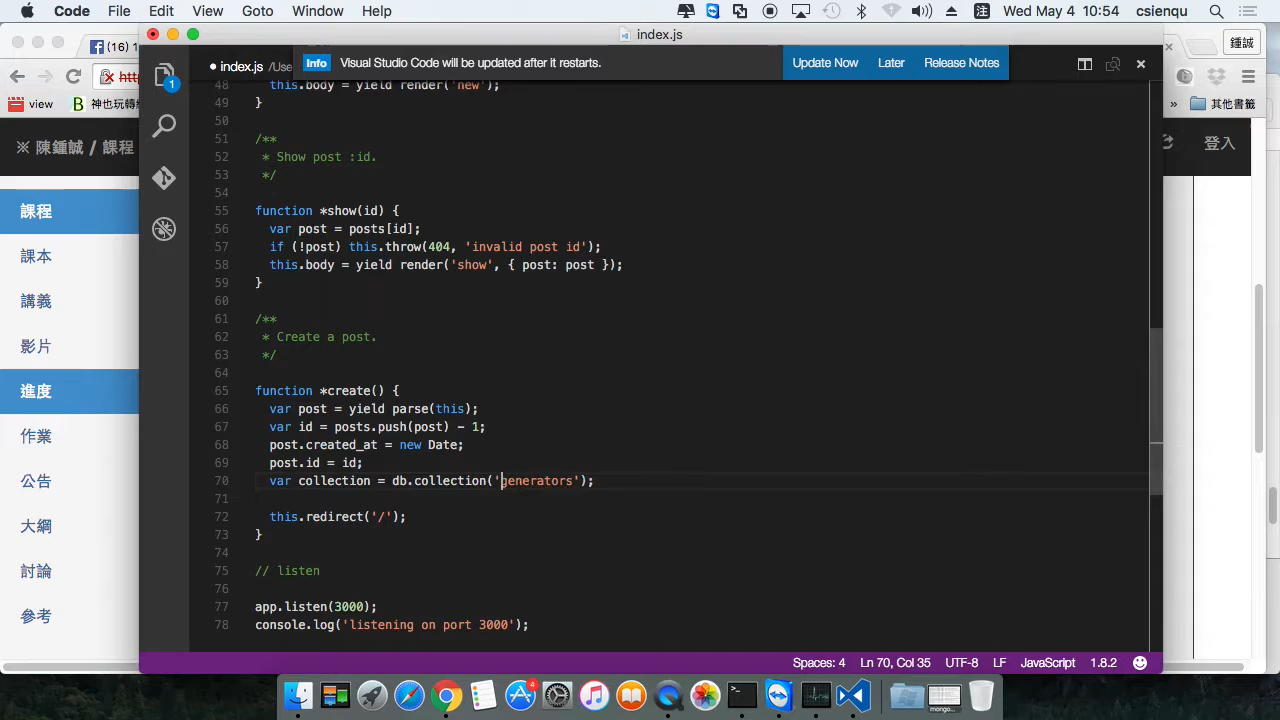 Code File Edit View Goto Window Help
Wed May 4 10:54 csienqu
index.js
(16) 1
鍾誠
index.js /Use
Info Visual Studio Code will be updated after it restarts.
Update Now Later Release Notes
view
神也玩轉
» 其他書籤
※ 陳鍾誠 / 課程
登入
課程
課本
講義
影片
進度
作業
公告
大綱
討論
參考
1
48 this.body = yield render('new');
49 }
50
51 /**
52 * Show post :id.
53 */
54
55 function *show(id) {
56 var post = posts[id];
57 if (!post) this.throw(404, 'invalid post id');
58 this.body = yield render('show', { post: post });
59 }
60
61 /**
62 * Create a post.
63 */
64
65 function *create() {
66 var post = yield parse(this);
67 var id = posts.push(post) - 1;
68 post.created_at = new Date;
69 post.id = id;
70 var collection = db.collection('generators');
71
72 this.redirect('/');
73 }
74
75 // listen
76
77 app.listen(3000);
78 console.log('listening on port 3000');
Spaces: 4 Ln 70, Col 35 UTF-8 LF JavaScript 1.8.2
4
mongo...